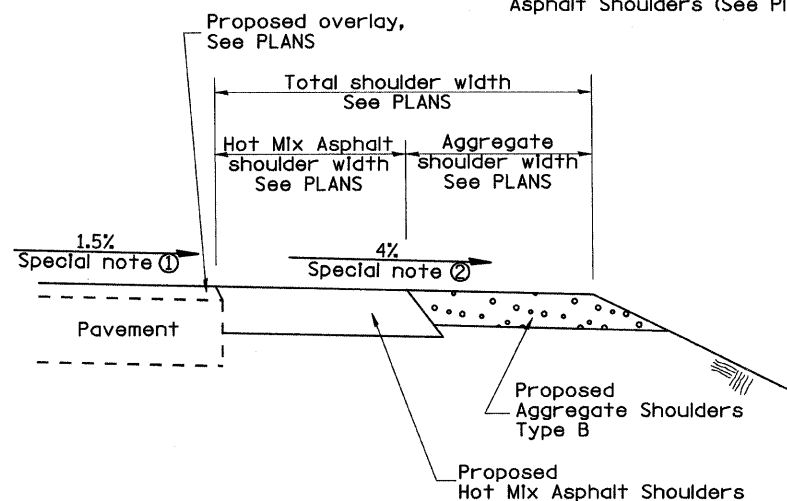 Asphalt Shoulders (See Pl
Proposed overlay,
See PLANS
Total shoulder width
See PLANS
Hot Mix Asphalt
shoulder width
See PLANS
Aggregate
shoulder width
See PLANS
1.5%
Special note ①
4%
Special note ②
Pavement
Proposed
Aggregate Shoulders
Type B
Proposed
Hot Mix Asphalt Shoulders